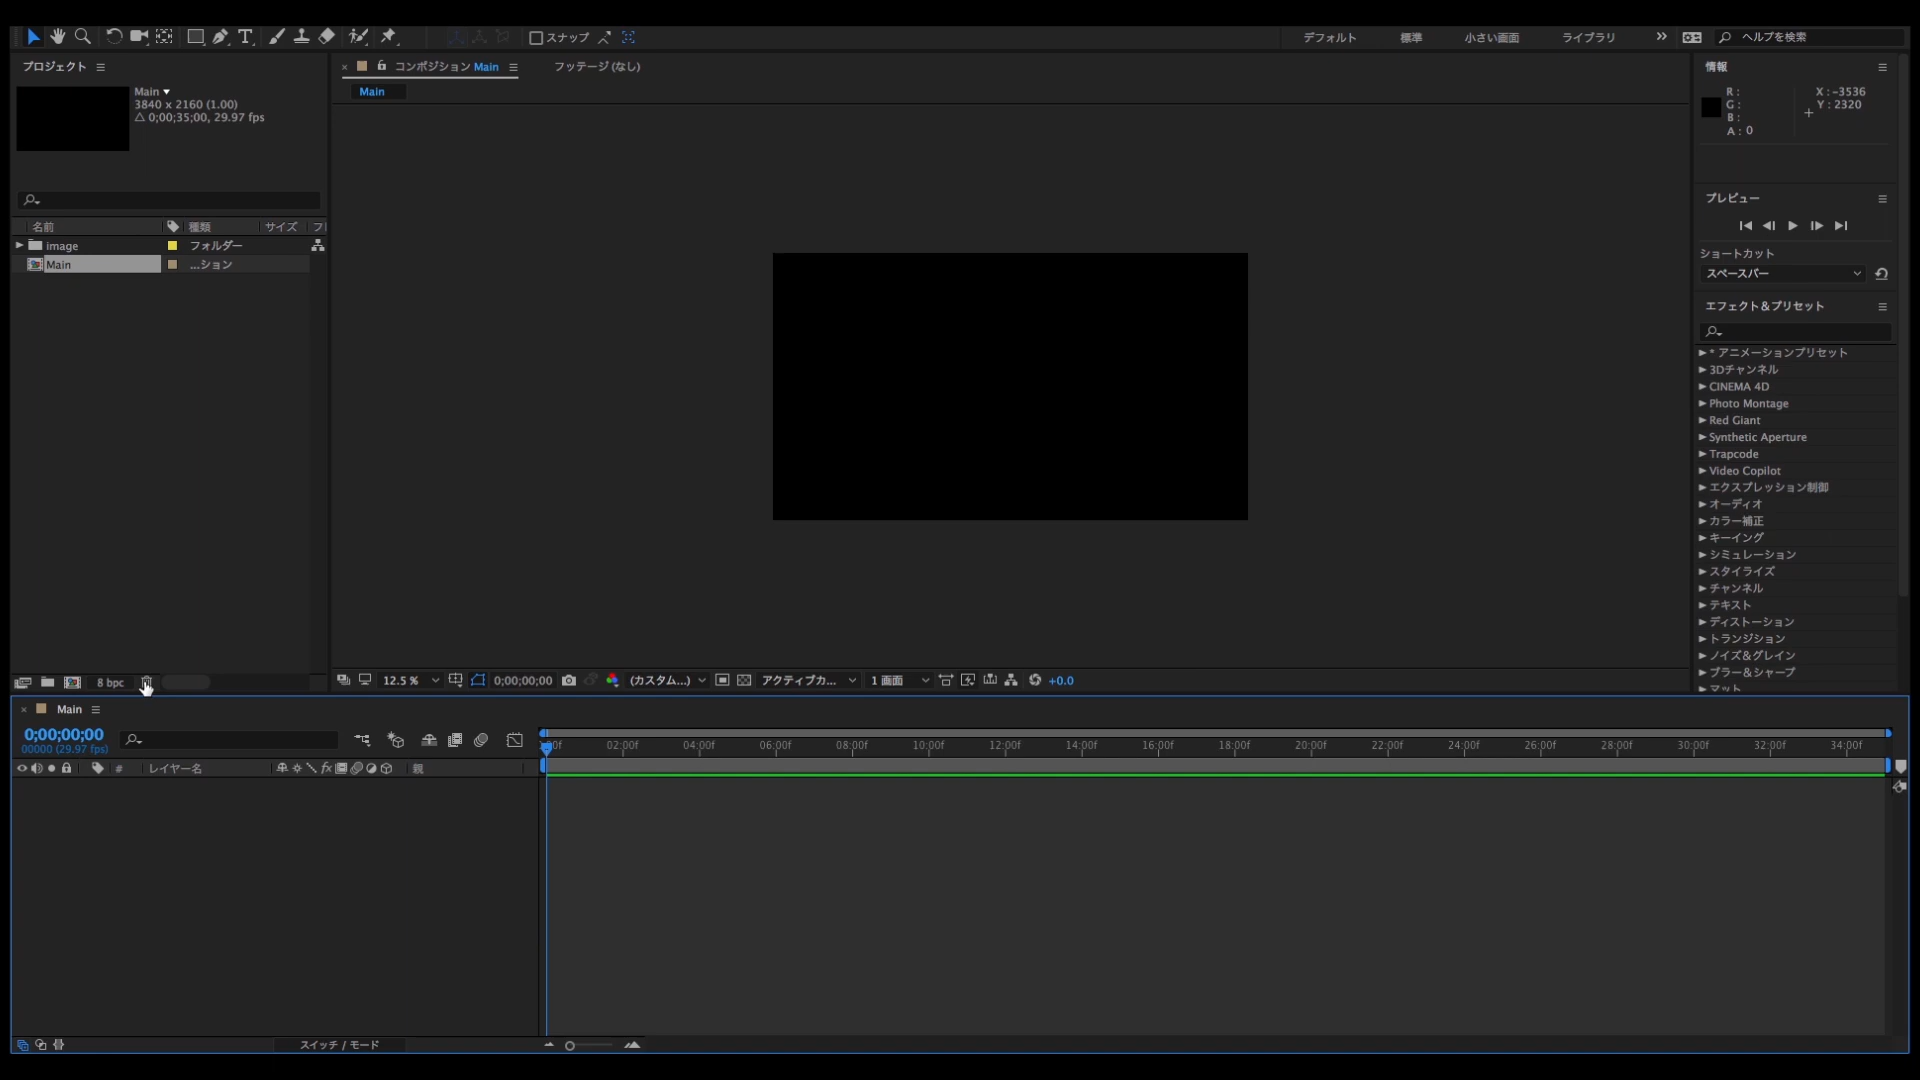 スナップ
デフォルト
標準
小さい画面
ライブラリ
ヘルプを検索
プロジェクト
Main
3840 x 2160 (1.00)
Δ 0;00;35;00, 29.97 fps
名前 種類 サイズ フ
image フォルダー
Main ...ション
8 bpc
コンポジション Main
フッテージ (なし)
Main
12.5 %
0;00;00;00
(カスタム...)
アクティブカ...
1 画面
+0.0
情報
R :
G :
B :
A : 0
X : -3536
Y : 2320
プレビュー
ショートカット
スペースバー
エフェクト＆プリセット
* アニメーションプリセット
3Dチャンネル
CINEMA 4D
Photo Montage
Red Giant
Synthetic Aperture
Trapcode
Video Copilot
エクスプレッション制御
オーディオ
カラー補正
キーイング
シミュレーション
スタイライズ
チャンネル
テキスト
ディストーション
トランジション
ノイズ＆グレイン
ブラー＆シャープ
マット
Main
0;00;00;00
00000 (29.97 fps)
# レイヤー名 fx 親
02:00f 04:00f 06:00f 08:00f 10:00f 12:00f 14:00f 16:00f 18:00f 20:00f 22:00f 24:00f 26:00f 28:00f 30:00f 32:00f 34:00f
スイッチ / モード